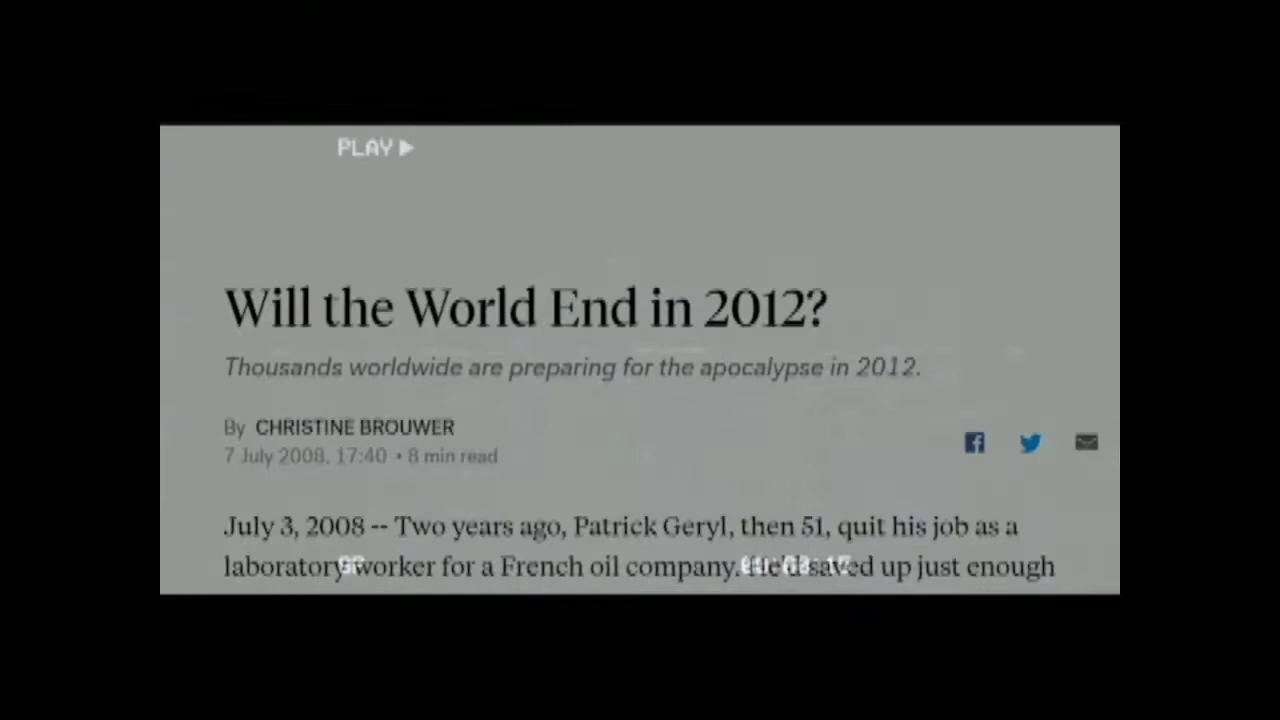 PLAY
Will the World End in 2012?
Thousands worldwide are preparing for the apocalypse in 2012.
By CHRISTINE BROUWER
7 July 2008, 17:40 • 8 min read
July 3, 2008 -- Two years ago, Patrick Geryl, then 51, quit his job as a
laboratory worker for a French oil company. He'd saved up just enough